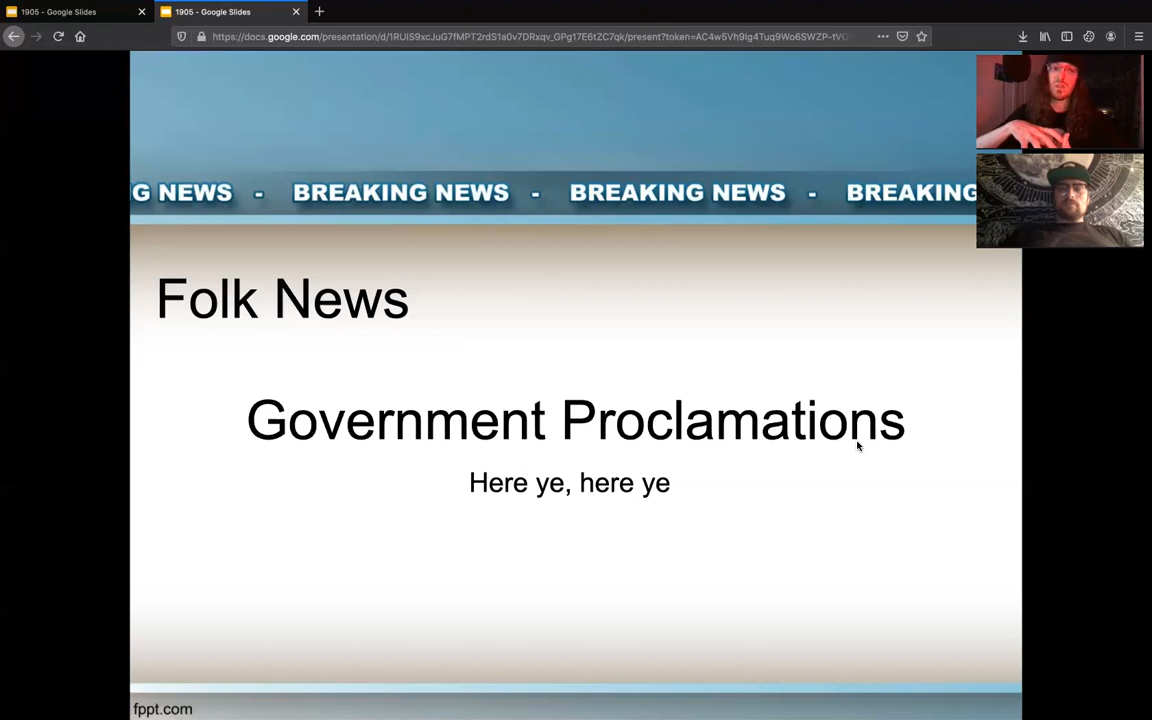 1905 - Google Slides
1905 - Google Slides
https://docs.google.com/presentation/d/1RUIS9xcJuG7fMPT2rdS1a0v7DRxqv_GPg17E6tZC7qk/present?token=AC4w5Vh9Ig4Tuq9Wo6SWZP-tVG
G NEWS - BREAKING NEWS - BREAKING NEWS - BREAKING
Folk News
Government Proclamations
Here ye, here ye
fppt.com